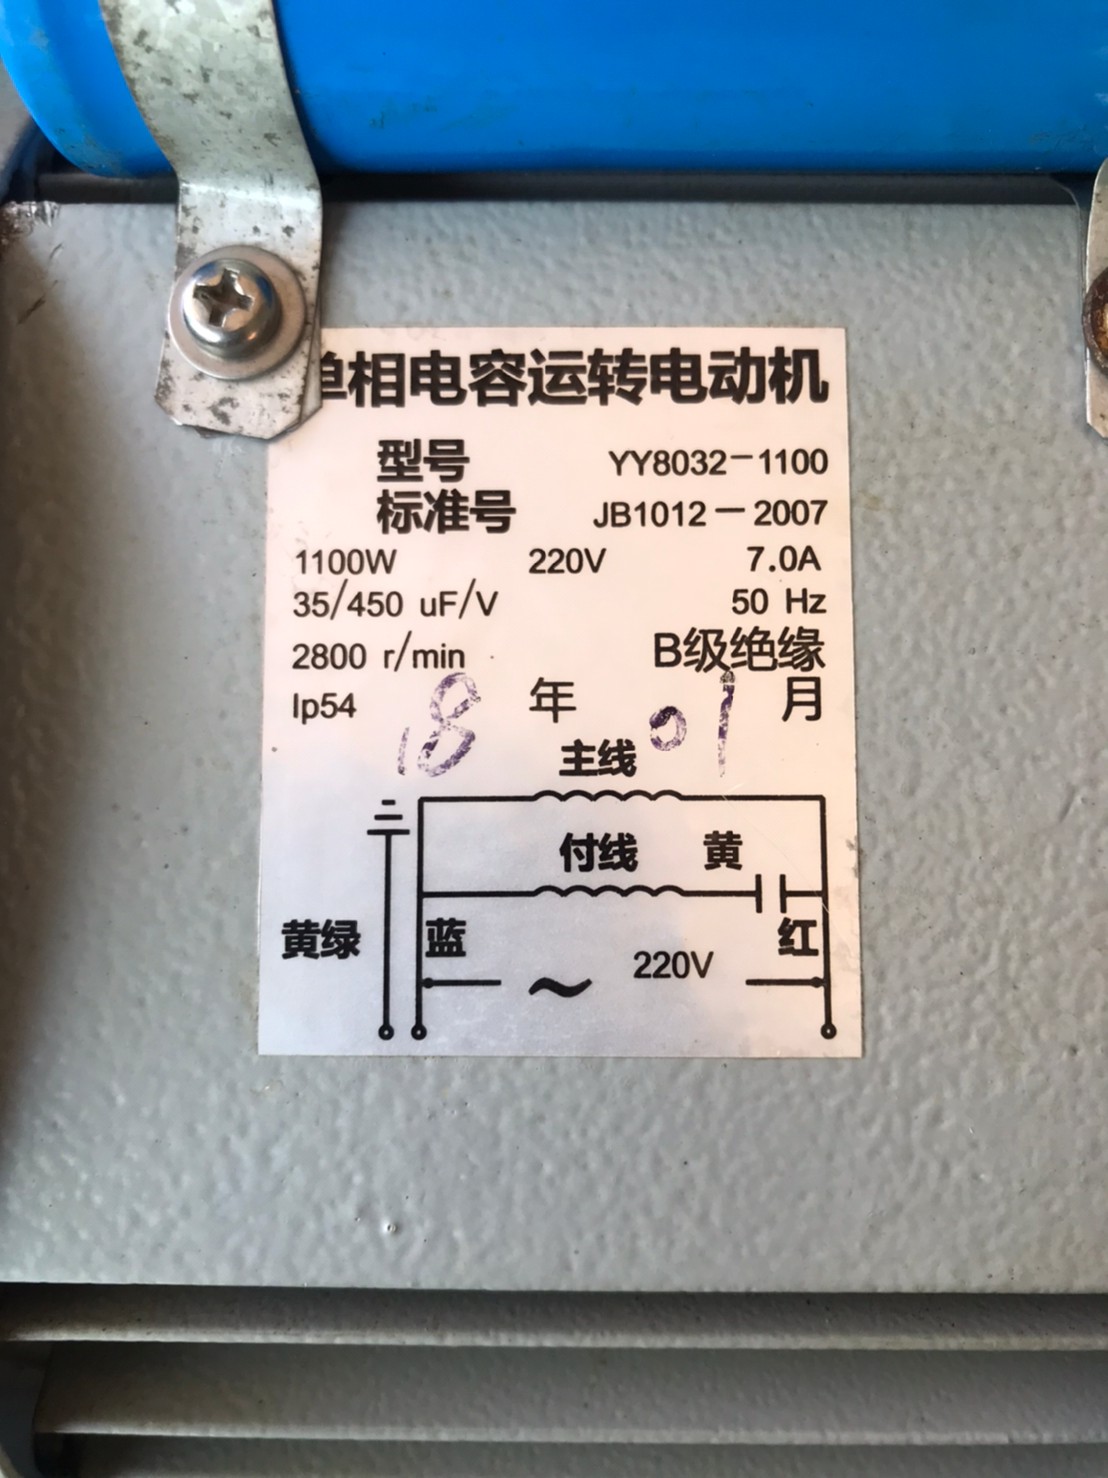 单相电容运转电动机
型号 YY8032-1100
标准号 JB1012-2007
1100W 220V 7.0A
35/450 uF/V 50 Hz
2800 r/min B级绝缘
Ip54 18 年 01 月
主线
付线 黄
黄绿 蓝 红
220V